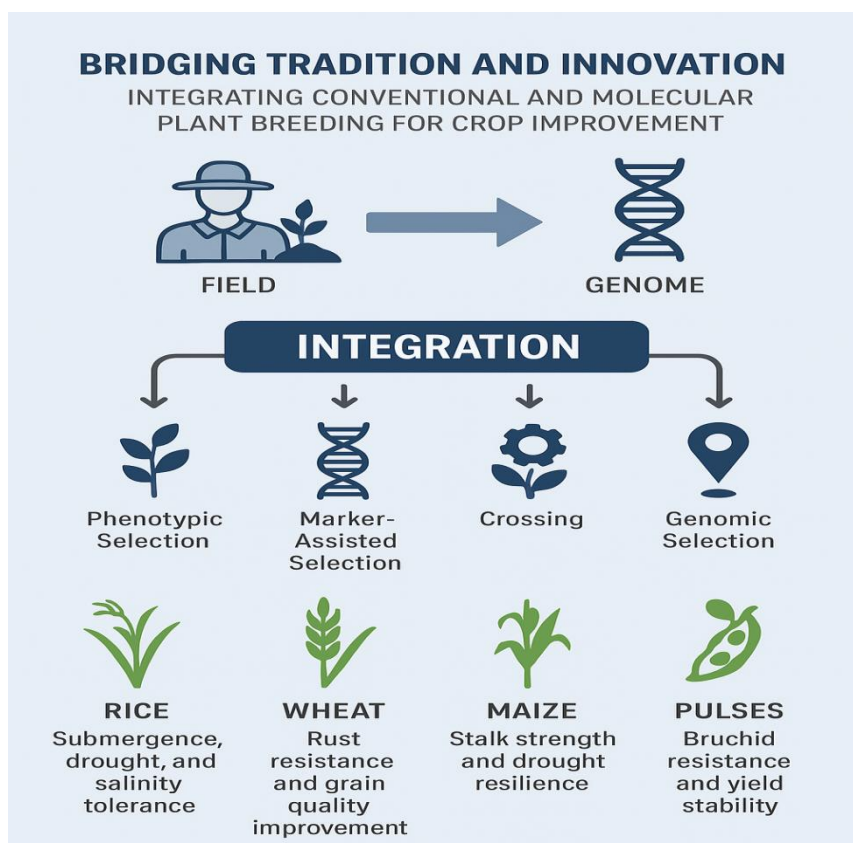 BRIDGING TRADITION AND INNOVATION
INTEGRATING CONVENTIONAL AND MOLECULAR
PLANT BREEDING FOR CROP IMPROVEMENT
FIELD
GENOME
INTEGRATION
Phenotypic
Selection
Marker-
Assisted
Selection
Crossing
Genomic
Selection
RICE
Submergence,
drought, and
salinity
tolerance
WHEAT
Rust
resistance
and grain
quality
improvement
MAIZE
Stalk strength
and drought
resilience
PULSES
Bruchid
resistance
and yield
stability